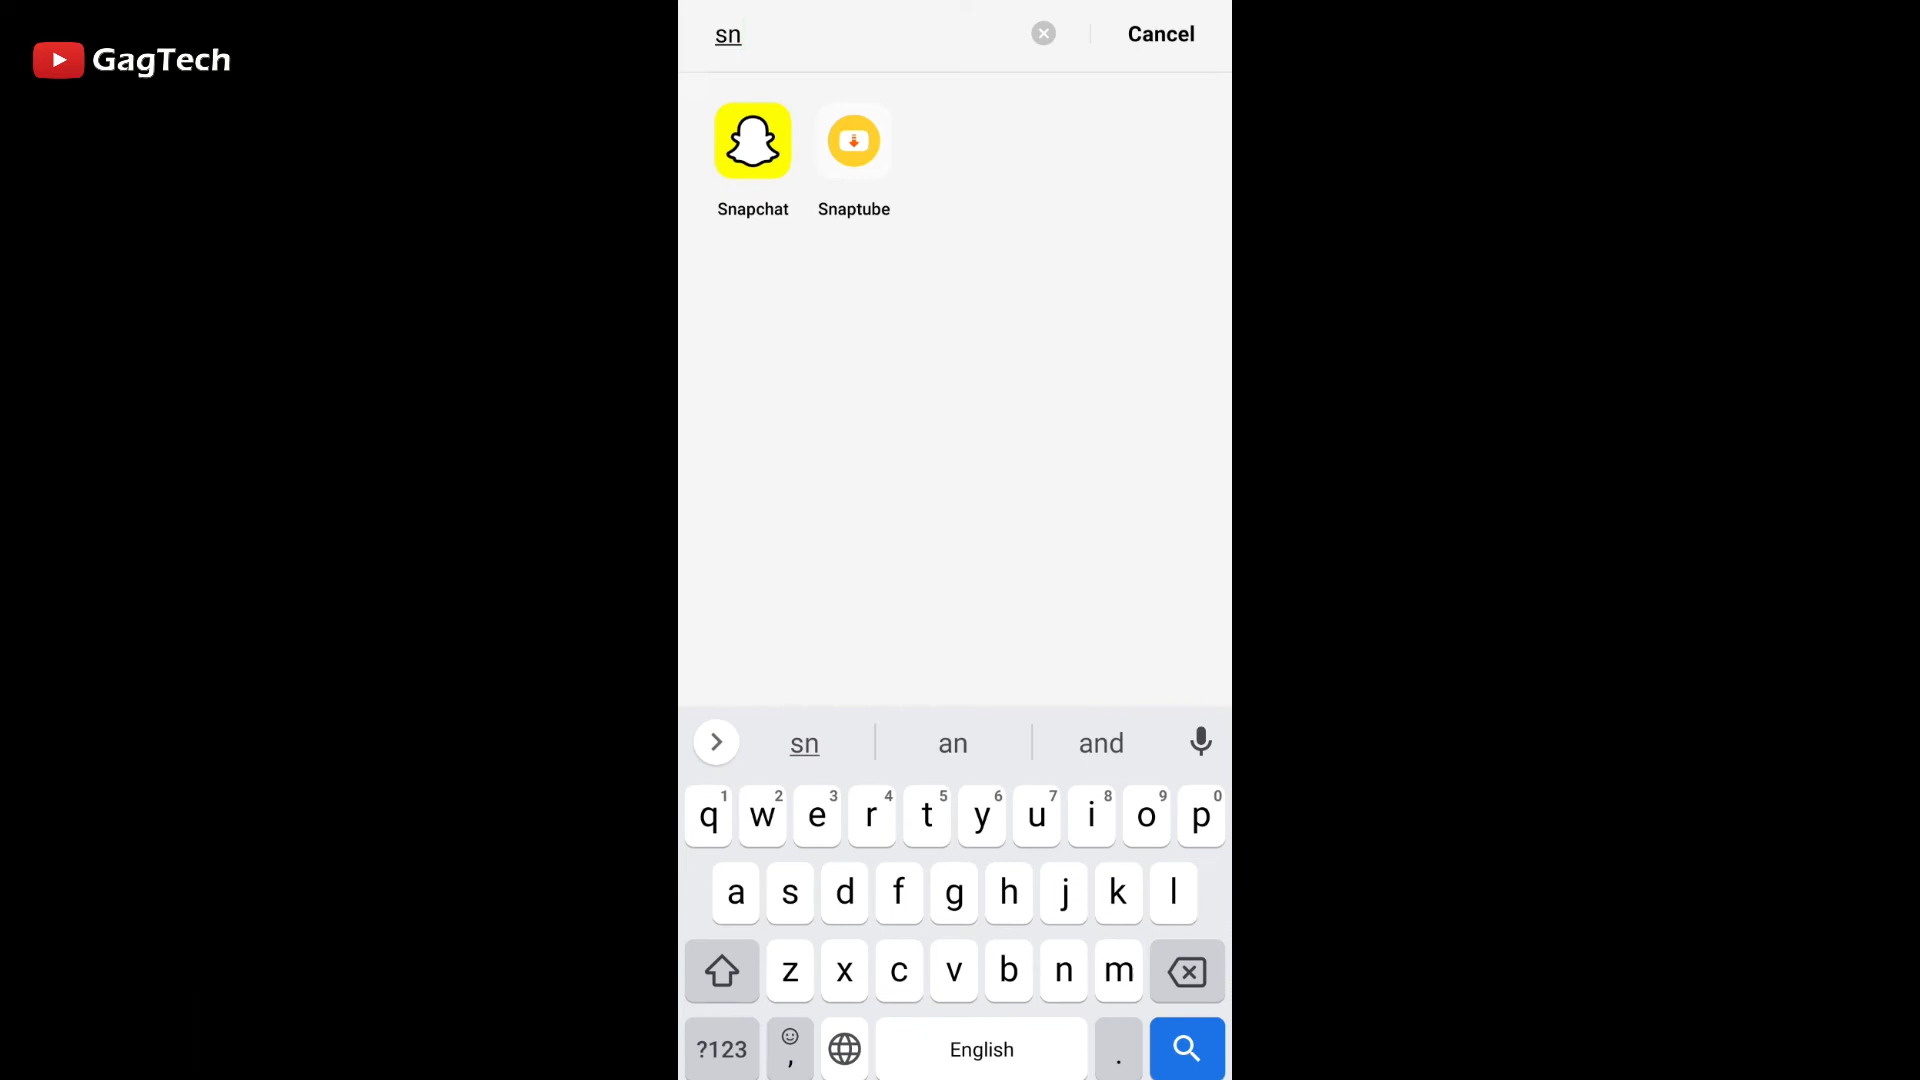 GagTech
sn
Cancel
Snapchat Snaptube
sn an and
1 2 3 4 5 6 7 8 9 0
q w e r t y u i o p
a s d f g h j k l
z x c v b n m
?123 , English .